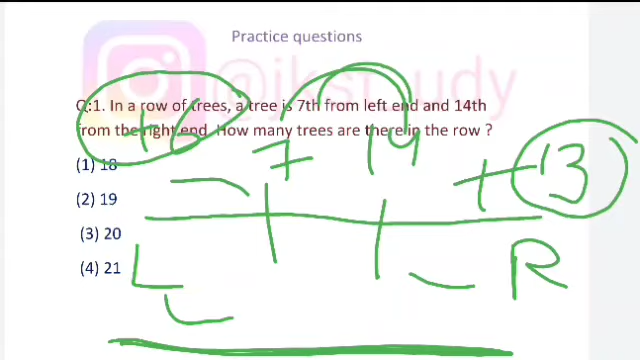 Practice questions
@jkstudy
Q:1. In a row of trees, a tree is 7th from left end and 14th
from the right end. How many trees are there in the row ?
+6
7 14
+13
(1) 18
(2) 19
(3) 20
(4) 21
L R